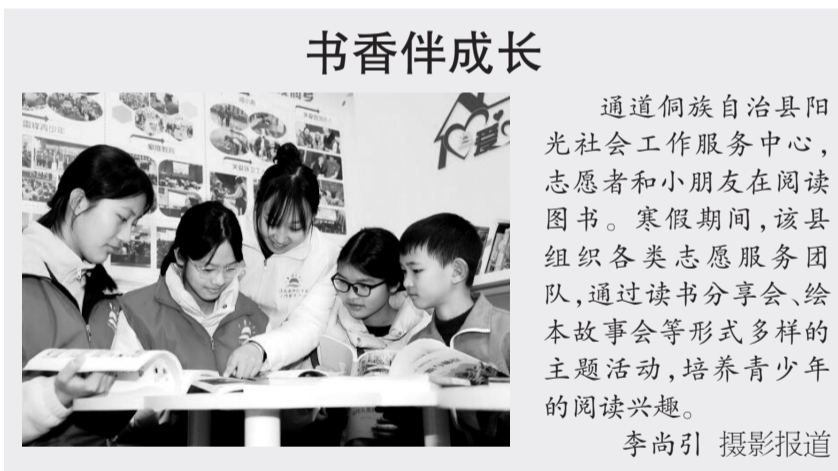 书香伴成长
通道侗族自治县阳
光社会工作服务中心，
志愿者和小朋友在阅读
图书。寒假期间，该县
组织各类志愿服务团
队，通过读书分享会、绘
本故事会等形式多样的
主题活动，培养青少年
的阅读兴趣。
李尚引 摄影报道
爱